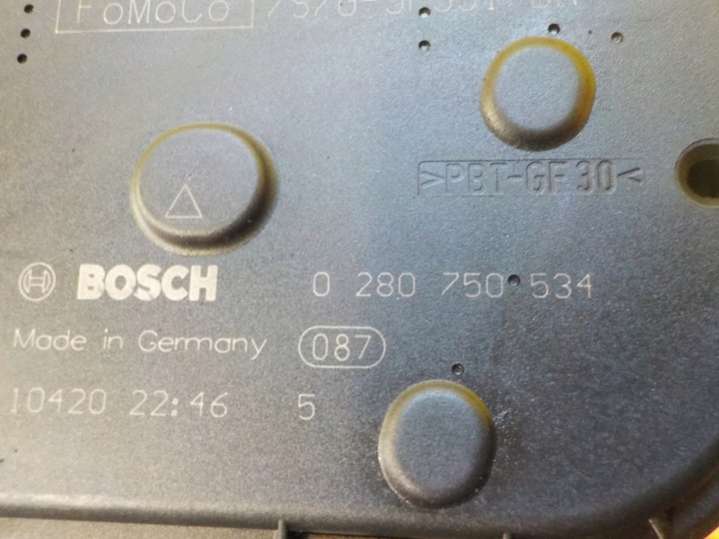 FoMoCo
>PBT-GF30<
BOSCH 0 280 750 534
Made in Germany 087
10420 22:46 5